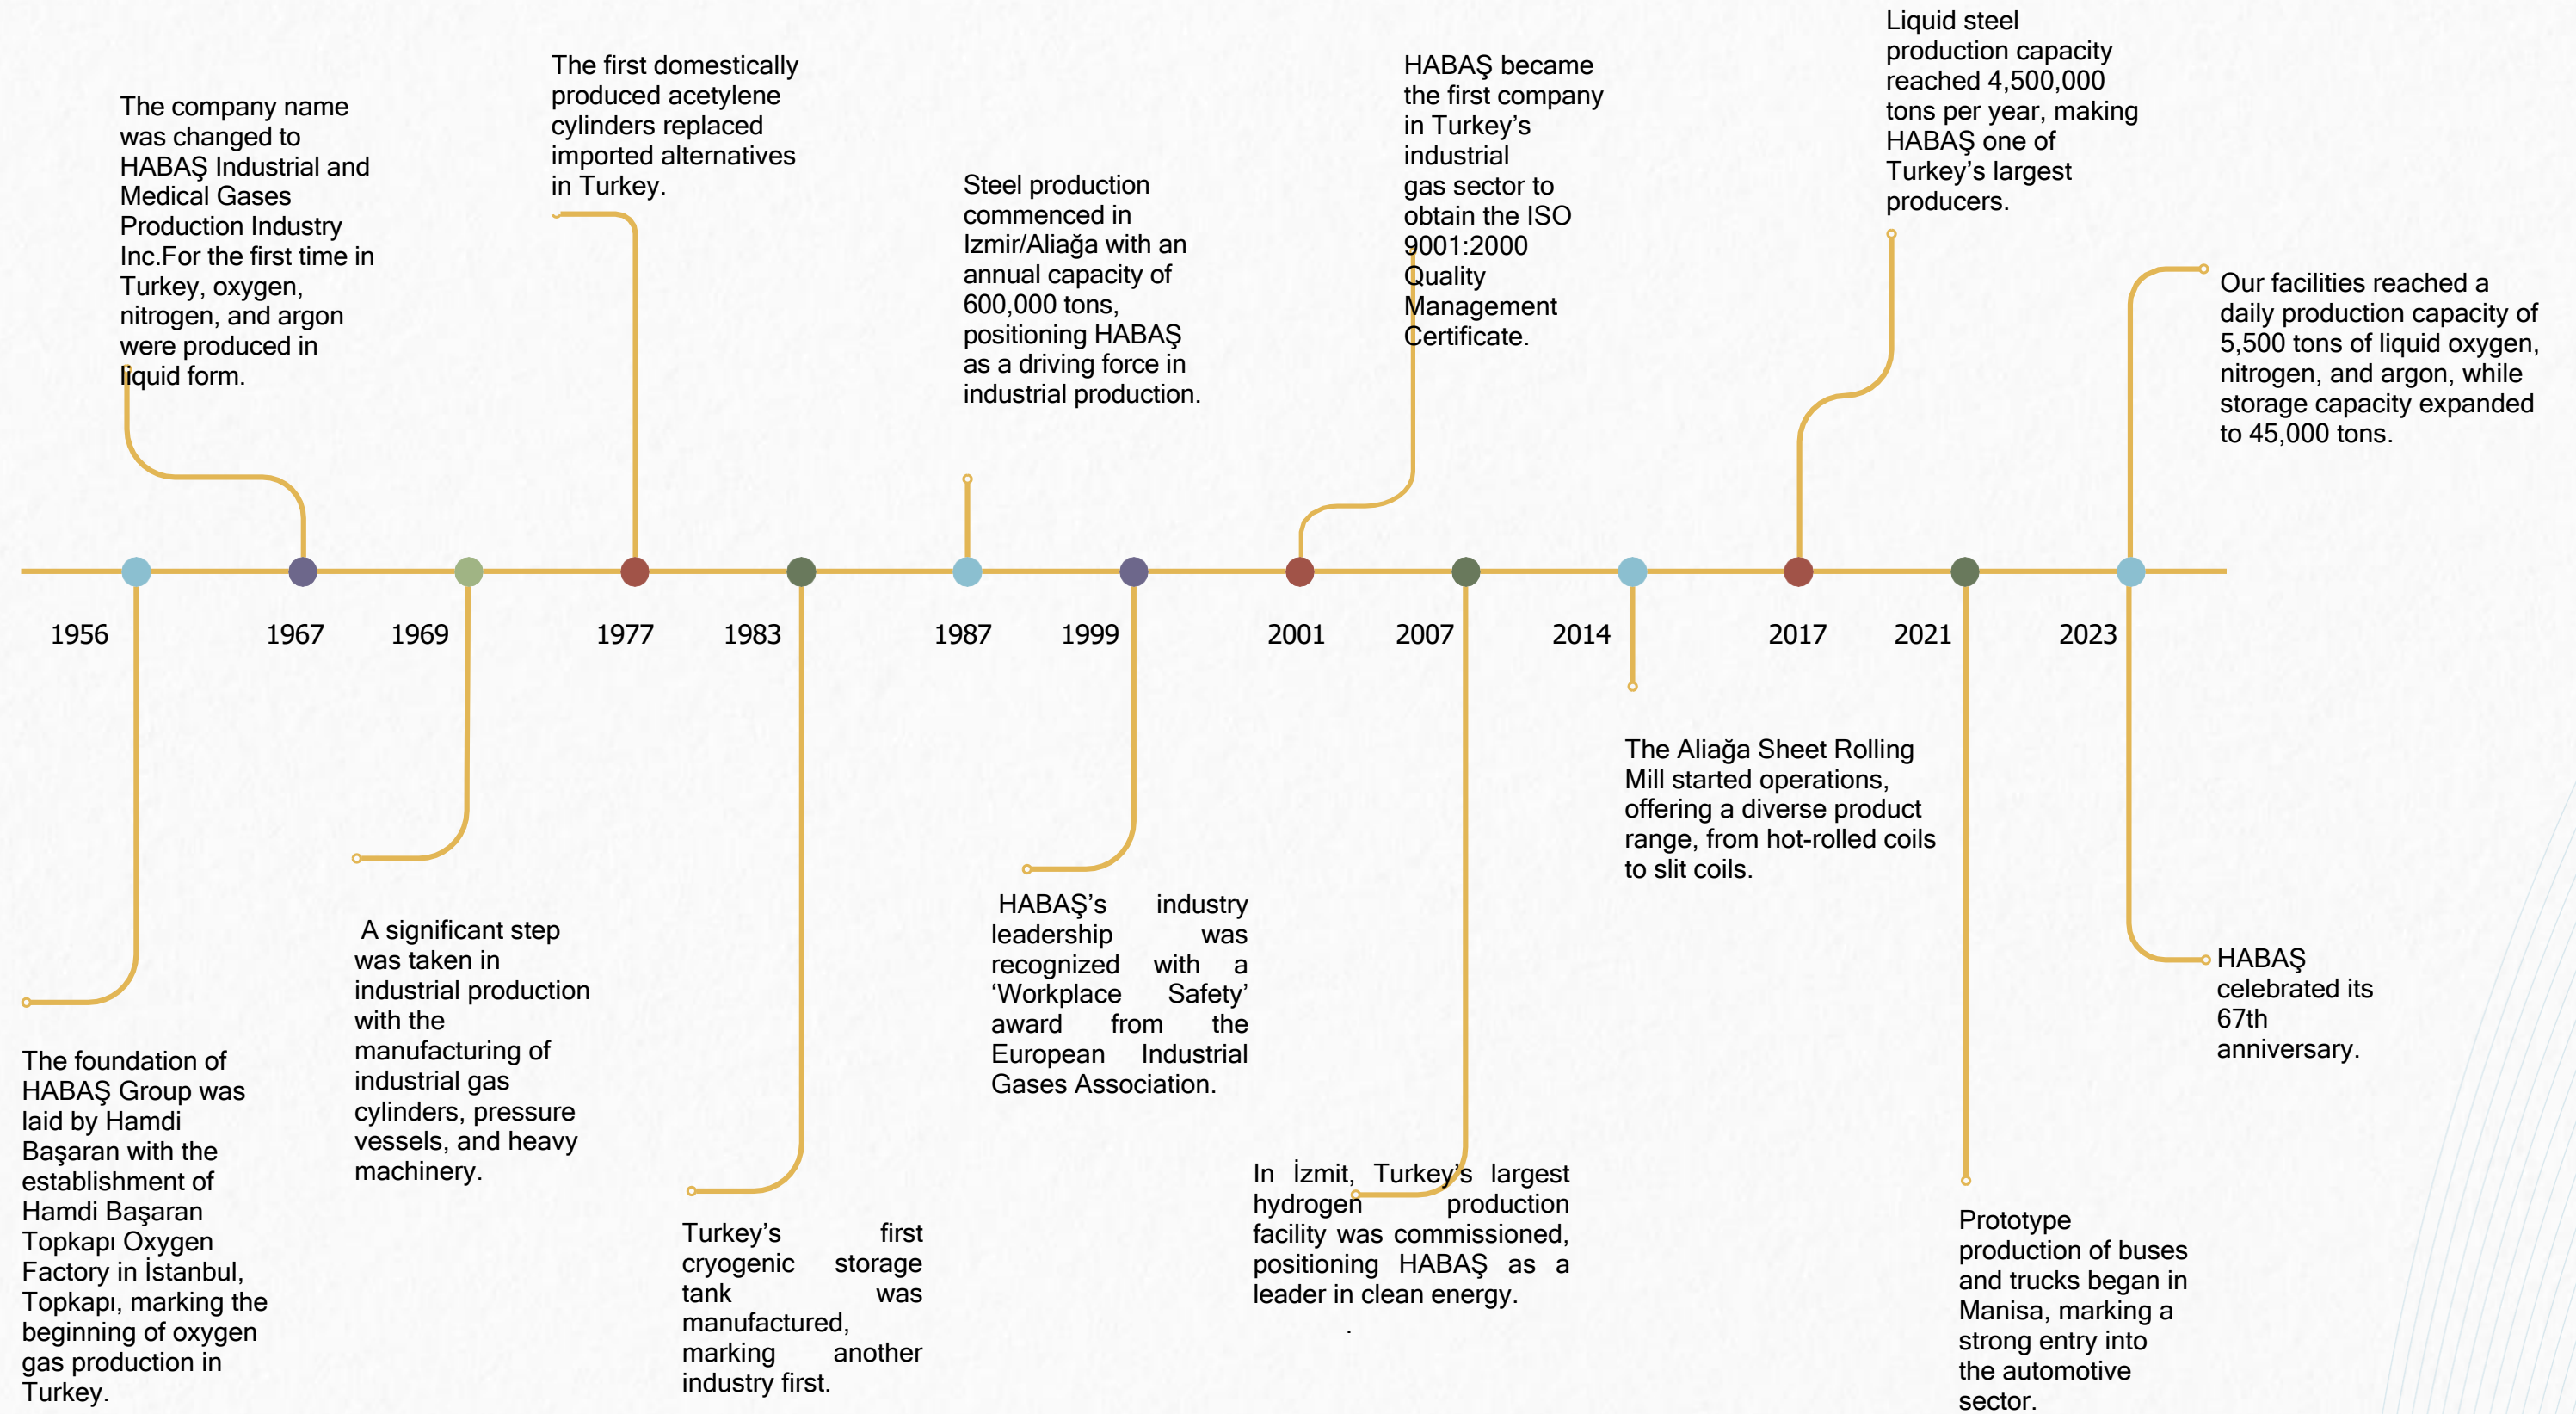 The company name
was changed to
HABAŞ Industrial and
Medical Gases
Production Industry
Inc.For the first time in
Turkey, oxygen,
nitrogen, and argon
were produced in
liquid form.
The first domestically
produced acetylene
cylinders replaced
imported alternatives
in Turkey.
Steel production
commenced in
Izmir/Aliağa with an
annual capacity of
600,000 tons,
positioning HABAŞ
as a driving force in
industrial production.
HABAŞ became
the first company
in Turkey’s
industrial
gas sector to
obtain the ISO
9001:2000
Quality
Management
Certificate.
Liquid steel
production capacity
reached 4,500,000
tons per year, making
HABAŞ one of
Turkey’s largest
producers.
Our facilities reached a
daily production capacity of
5,500 tons of liquid oxygen,
nitrogen, and argon, while
storage capacity expanded
to 45,000 tons.
1956
1967
1969
1977
1983
1987
1999
2001
2007
2014
2017
2021
2023
The foundation of
HABAŞ Group was
laid by Hamdi
Başaran with the
establishment of
Hamdi Başaran
Topkapı Oxygen
Factory in İstanbul,
Topkapı, marking the
beginning of oxygen
gas production in
Turkey.
A significant step
was taken in
industrial production
with the
manufacturing of
industrial gas
cylinders, pressure
vessels, and heavy
machinery.
Turkey’s first
cryogenic storage
tank was
manufactured,
marking another
industry first.
HABAŞ’s industry
leadership was
recognized with a
‘Workplace Safety’
award from the
European Industrial
Gases Association.
In İzmit, Turkey’s largest
hydrogen production
facility was commissioned,
positioning HABAŞ as a
leader in clean energy.
.
The Aliağa Sheet Rolling
Mill started operations,
offering a diverse product
range, from hot-rolled coils
to slit coils.
Prototype
production of buses
and trucks began in
Manisa, marking a
strong entry into
the automotive
sector.
HABAŞ
celebrated its
67th
anniversary.